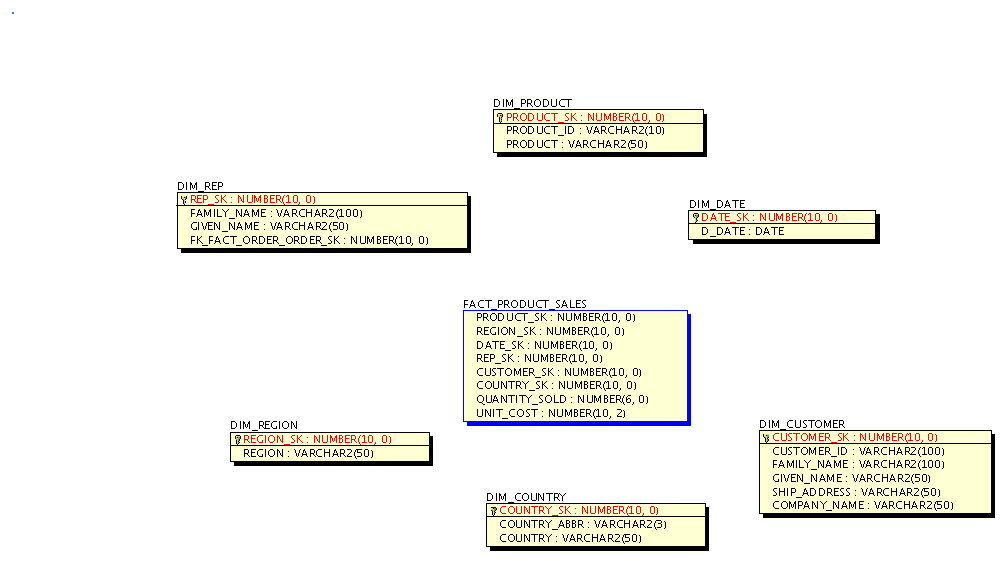 DIM_PRODUCT
PRODUCT_SK : NUMBER(10, 0)
PRODUCT_ID : VARCHAR2(10)
PRODUCT : VARCHAR2(50)
DIM_REP
REP_SK : NUMBER(10, 0)
FAMILY_NAME : VARCHAR2(100)
GIVEN_NAME : VARCHAR2(50)
FK_FACT_ORDER_ORDER_SK : NUMBER(10, 0)
DIM_DATE
DATE_SK : NUMBER(10, 0)
D_DATE : DATE
FACT_PRODUCT_SALES
PRODUCT_SK : NUMBER(10, 0)
REGION_SK : NUMBER(10, 0)
DATE_SK : NUMBER(10, 0)
REP_SK : NUMBER(10, 0)
CUSTOMER_SK : NUMBER(10, 0)
COUNTRY_SK : NUMBER(10, 0)
QUANTITY_SOLD : NUMBER(6, 0)
UNIT_COST : NUMBER(10, 2)
DIM_REGION
REGION_SK : NUMBER(10, 0)
REGION : VARCHAR2(50)
DIM_CUSTOMER
CUSTOMER_SK : NUMBER(10, 0)
CUSTOMER_ID : VARCHAR2(100)
FAMILY_NAME : VARCHAR2(100)
GIVEN_NAME : VARCHAR2(50)
SHIP_ADDRESS : VARCHAR2(50)
COMPANY_NAME : VARCHAR2(50)
DIM_COUNTRY
COUNTRY_SK : NUMBER(10, 0)
COUNTRY_ABBR : VARCHAR2(3)
COUNTRY : VARCHAR2(50)